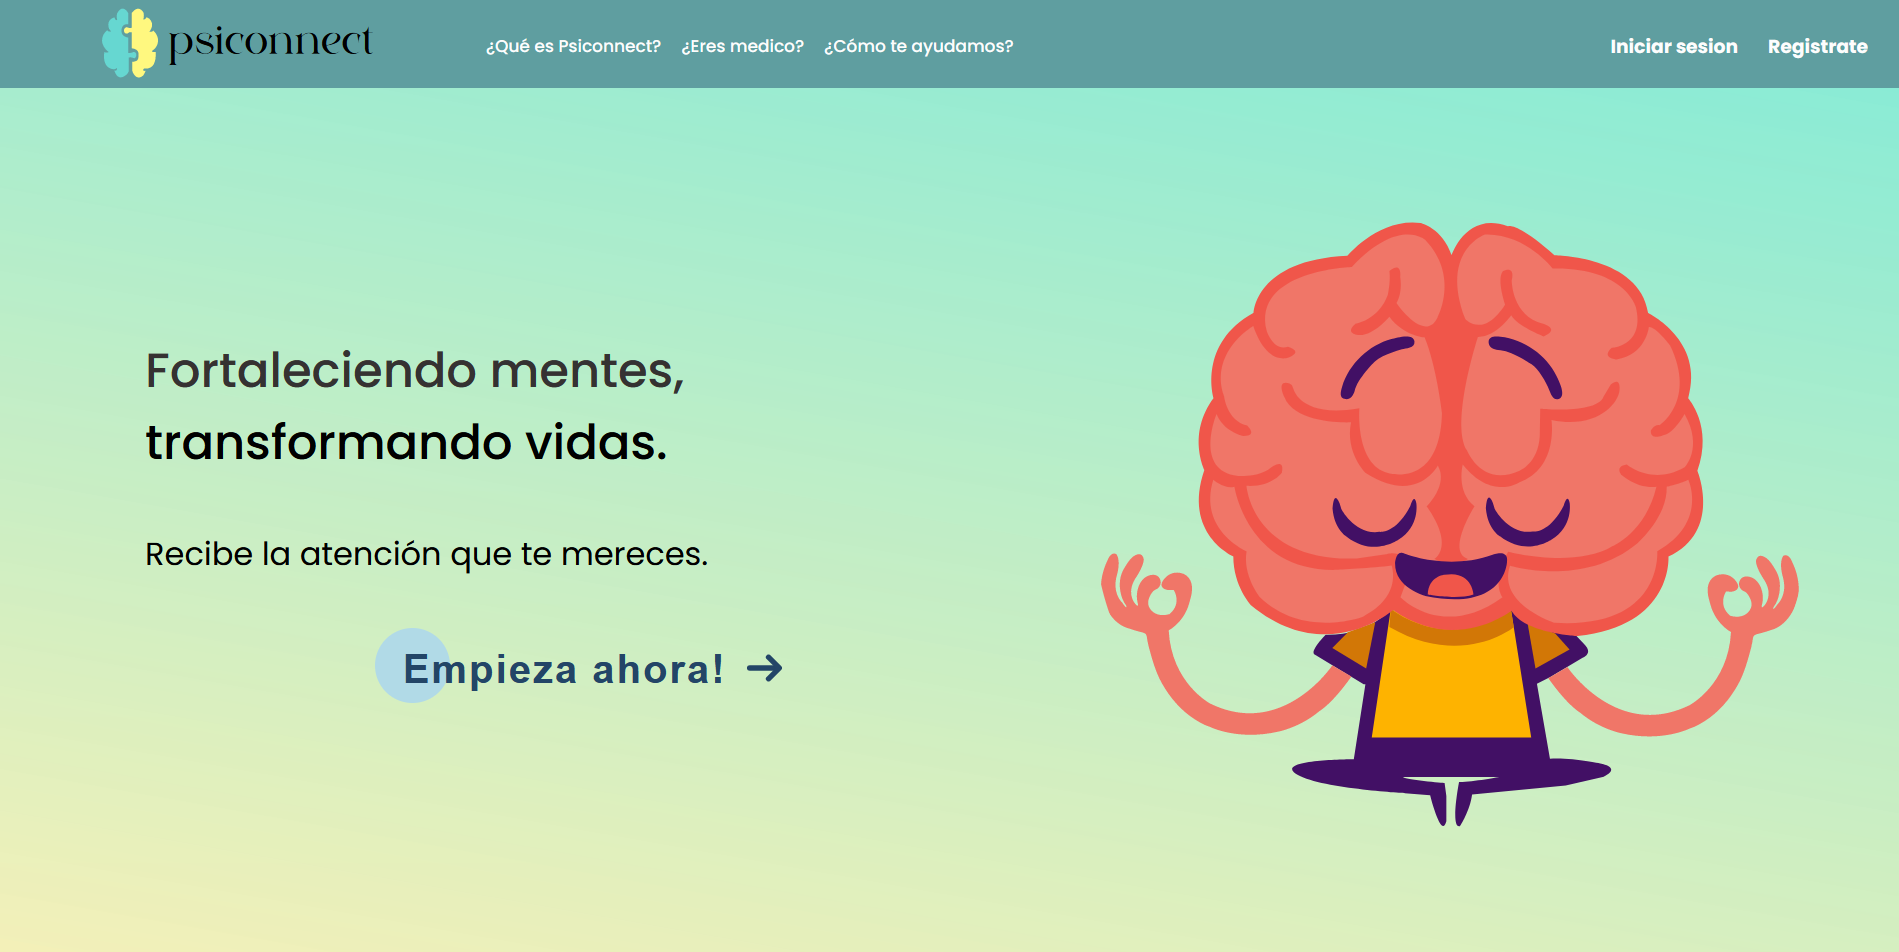 psiconnect
¿Qué es Psiconnect? ¿Eres medico? ¿Cómo te ayudamos?
Iniciar sesion Registrate
Fortaleciendo mentes,
transformando vidas.
Recibe la atención que te mereces.
Empieza ahora!